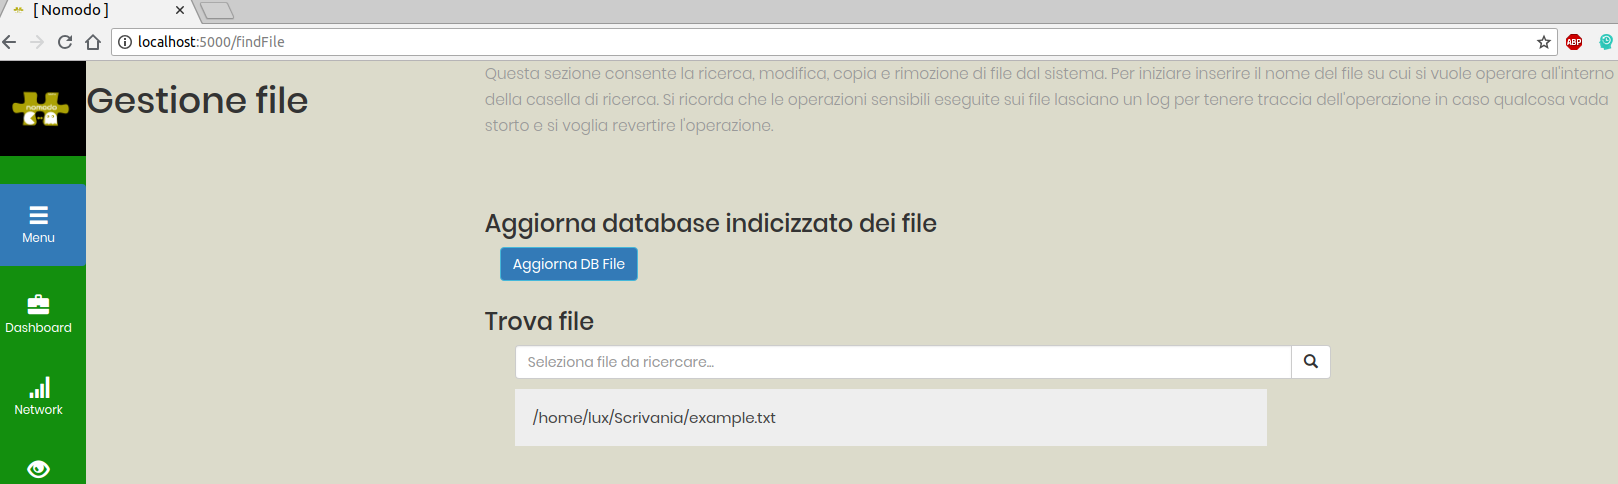 [ Nomodo ]
localhost:5000/findFile
ABP
nomodo
Gestione file
Questa sezione consente la ricerca, modifica, copia e rimozione di file dal sistema. Per iniziare inserire il nome del file su cui si vuole operare all'interno
della casella di ricerca. Si ricorda che le operazioni sensibili eseguite sui file lasciano un log per tenere traccia dell'operazione in caso qualcosa vada
storto e si voglia revertire l'operazione.
Menu
Dashboard
Network
Aggiorna database indicizzato dei file
Aggiorna DB File
Trova file
Seleziona file da ricercare...
/home/lux/Scrivania/example.txt